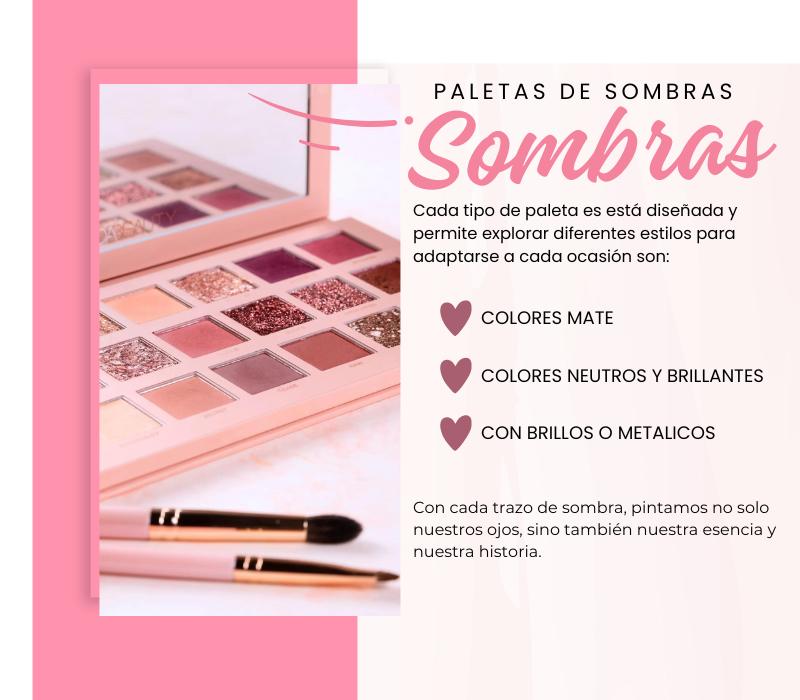 PALETAS DE SOMBRAS
Sombras
Cada tipo de paleta es está diseñada y
permite explorar diferentes estilos para
adaptarse a cada ocasión son:
COLORES MATE
COLORES NEUTROS Y BRILLANTES
CON BRILLOS O METALICOS
Con cada trazo de sombra, pintamos no solo
nuestros ojos, sino también nuestra esencia y
nuestra historia.